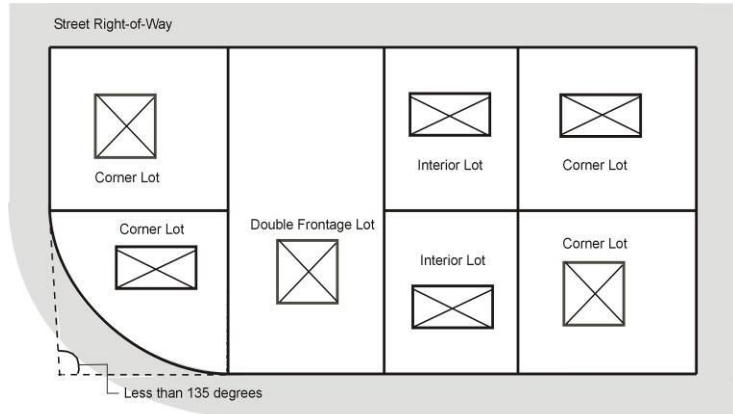 Street Right-of-Way
Corner Lot
Interior Lot
Corner Lot
Corner Lot
Double Frontage Lot
Interior Lot
Corner Lot
Less than 135 degrees